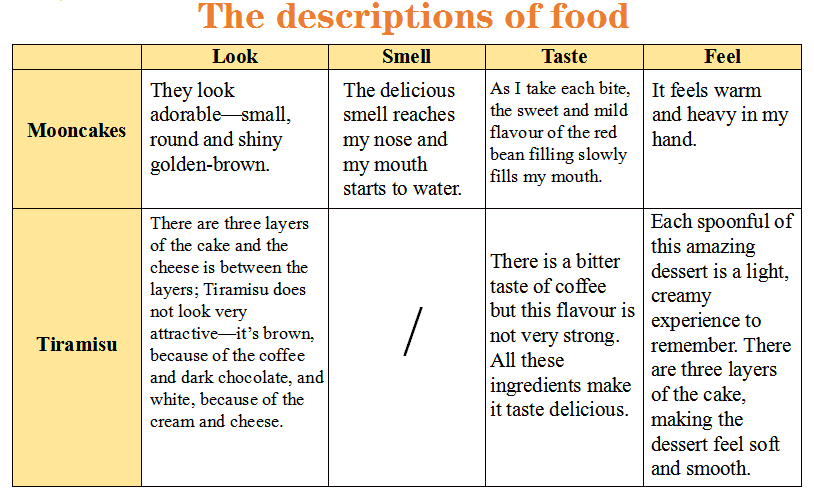 The descriptions of food
Look
Smell
Taste
Feel
Mooncakes
They look
adorable—small,
round and shiny
golden-brown.
The delicious
smell reaches
my nose and
my mouth
starts to water.
As I take each bite,
the sweet and mild
flavour of the red
bean filling slowly
fills my mouth.
It feels warm
and heavy in my
hand.
Tiramisu
There are three layers
of the cake and the
cheese is between the
layers; Tiramisu does
not look very
attractive—it’s brown,
because of the coffee
and dark chocolate, and
white, because of the
cream and cheese.
/
There is a bitter
taste of coffee
but this flavour is
not very strong.
All these
ingredients make
it taste delicious.
Each spoonful of
this amazing
dessert is a light,
creamy
experience to
remember. There
are three layers
of the cake,
making the
dessert feel soft
and smooth.